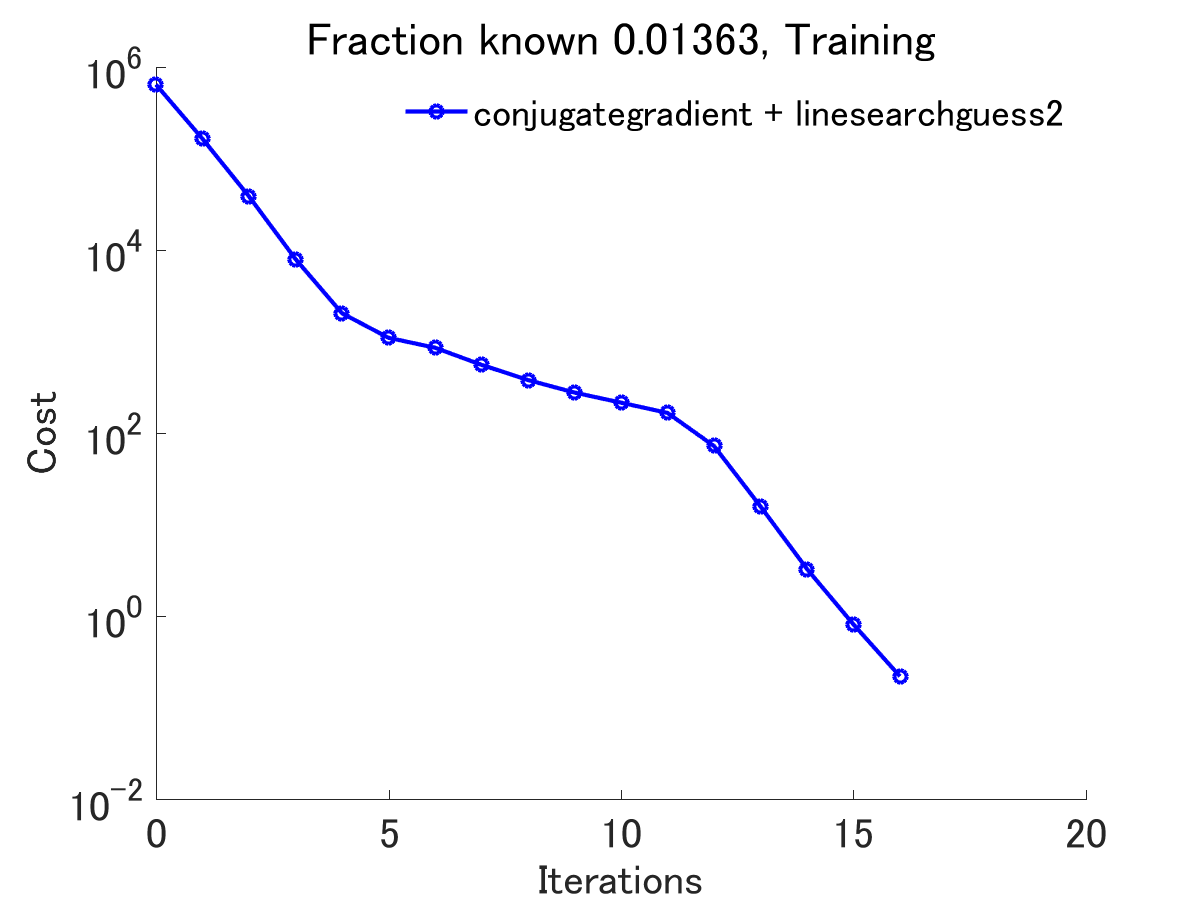 Fraction known 0.01363, Training
conjugategradient + linesearchguess2
10^6
10^4
10^2
10^0
10^-2
Cost
0 5 10 15 20
Iterations